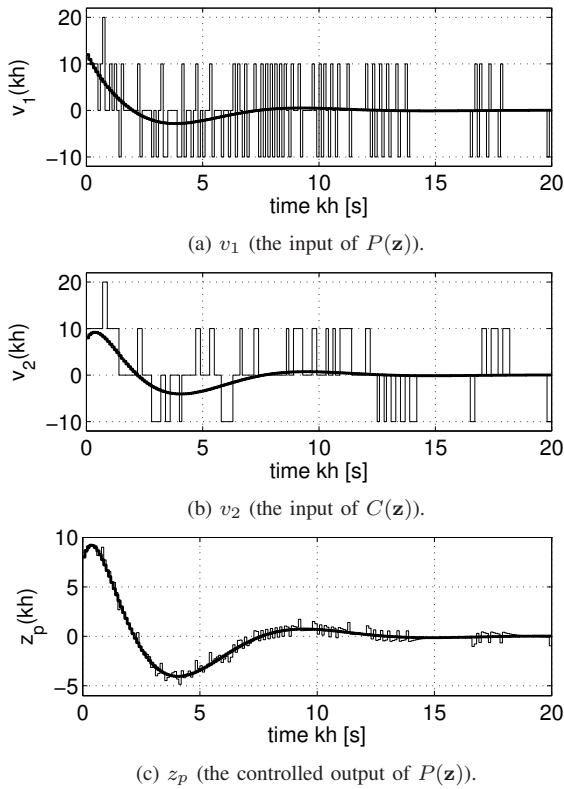 20
10
0
−10
v1(kh)
0 5 10 15 20
time kh [s]
(a) v1 (the input of P(z)).
20
10
0
−10
v2(kh)
0 5 10 15 20
time kh [s]
(b) v2 (the input of C(z)).
10
5
0
−5
zp(kh)
0 5 10 15 20
time kh [s]
(c) zp (the controlled output of P(z)).